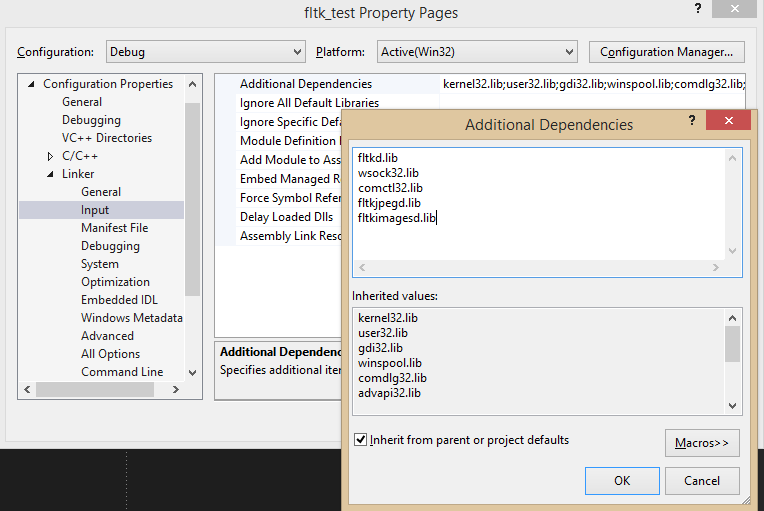 fltk_test Property Pages
? X
Configuration: Debug Platform: Active(Win32) Configuration Manager...
Configuration Properties
General
Debugging
VC++ Directories
C/C++
Linker
General
Input
Manifest File
Debugging
System
Optimization
Embedded IDL
Windows Metadata
Advanced
All Options
Command Line
Additional Dependencies kernel32.lib;user32.lib;gdi32.lib;winspool.lib;comdlg32.lib;
Ignore All Default Libraries
Ignore Specific Defa
Module Definition
Add Module to Ass
Embed Managed R
Force Symbol Refer
Delay Loaded Dlls
Assembly Link Reso
Additional Dependenc
Specifies additional iter
Additional Dependencies
? X
fltkd.lib
wsock32.lib
comctl32.lib
fltkjpegd.lib
fltkimagesd.lib
Inherited values:
kernel32.lib
user32.lib
gdi32.lib
winspool.lib
comdlg32.lib
advapi32.lib
Inherit from parent or project defaults
Macros>>
OK Cancel